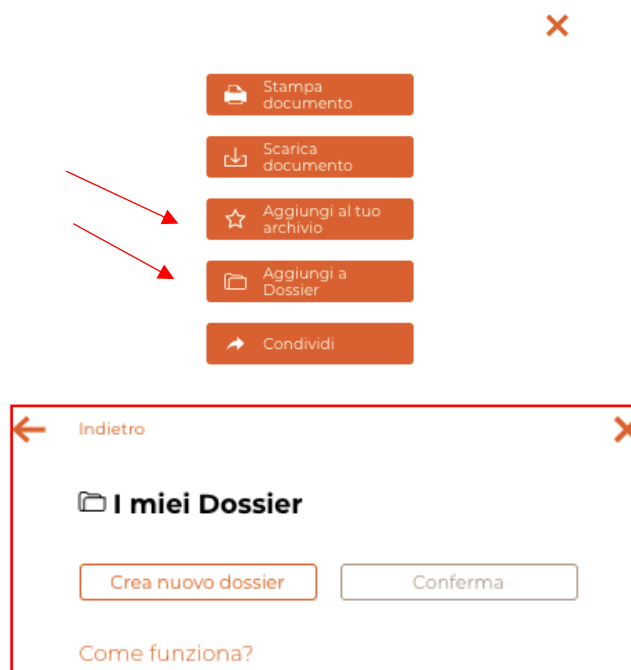 Stampa
documento
Scarica
documento
Aggiungi al tuo
archivio
Aggiungi a
Dossier
Condividi
Indietro
I miei Dossier
Crea nuovo dossier
Conferma
Come funziona?